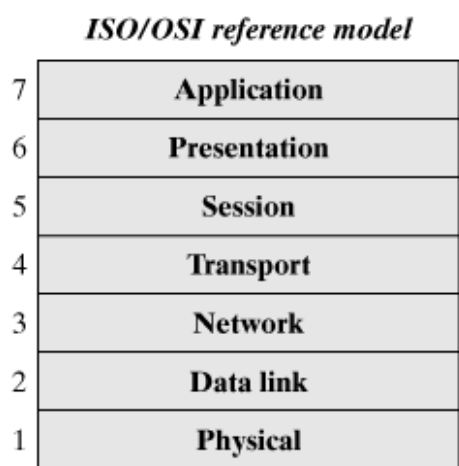 ISO/OSI reference model
7 Application
6 Presentation
5 Session
4 Transport
3 Network
2 Data link
1 Physical